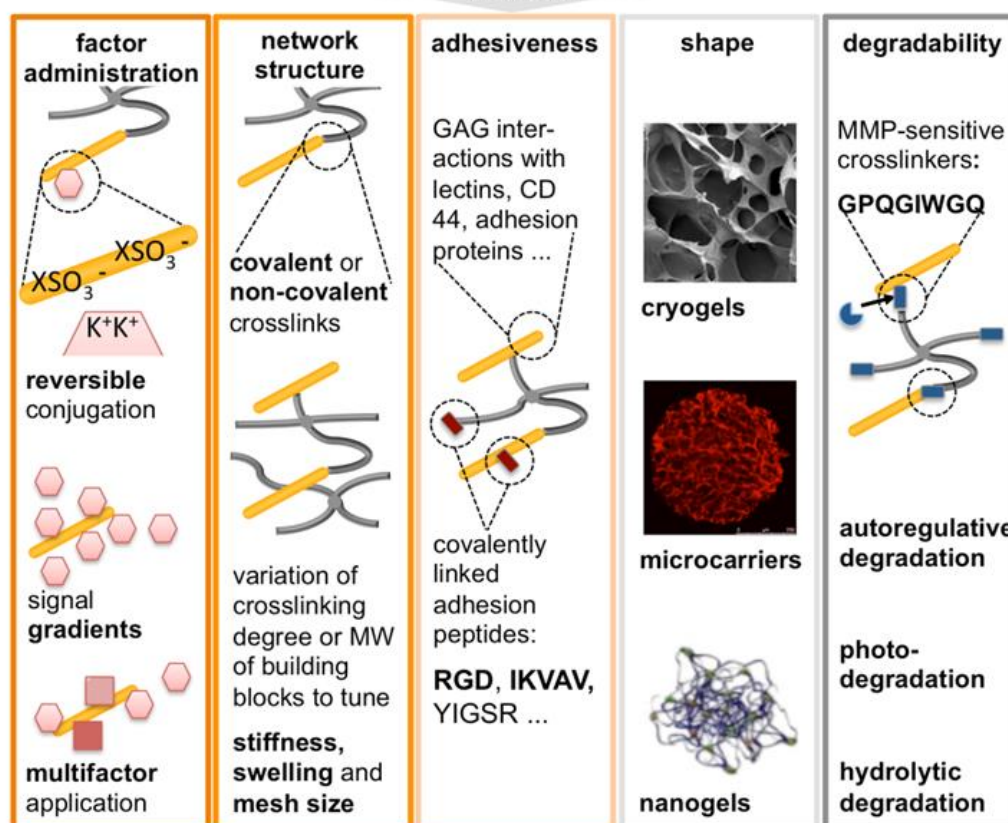 factor
administration
XSO3 -
XSO3 -
K+K+
reversible
conjugation
signal
gradients
multifactor
application
network
structure
covalent or
non-covalent
crosslinks
variation of
crosslinking
degree or MW
of building
blocks to tune
stiffness,
swelling and
mesh size
adhesiveness
GAG inter-
actions with
lectins, CD
44, adhesion
proteins ...
covalently
linked
adhesion
peptides:
RGD, IKVAV,
YIGSR ...
shape
cryogels
microcarriers
nanogels
degradability
MMP-sensitive
crosslinkers:
GPQGIWGQ
autoregulative
degradation
photo-
degradation
hydrolytic
degradation